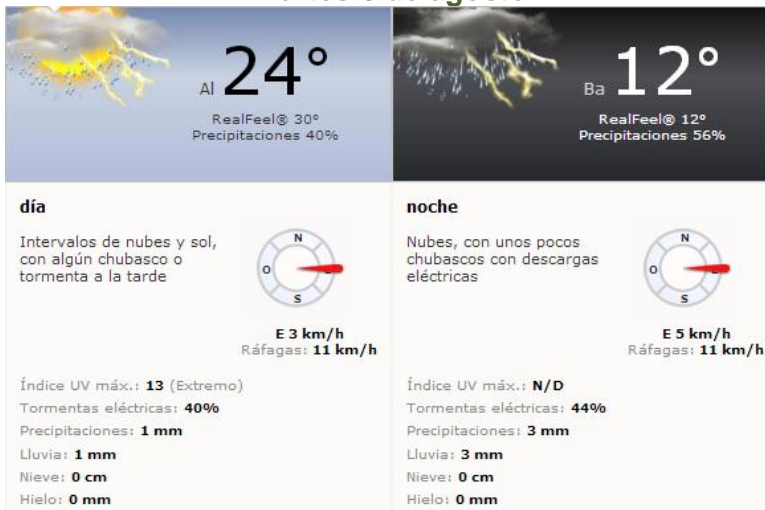 Al 24°
RealFeel® 30°
Precipitaciones 40%
día
Intervalos de nubes y sol,
con algún chubasco o
tormenta a la tarde
N
O
S
E 3 km/h
Ráfagas: 11 km/h
Índice UV máx.: 13 (Extremo)
Tormentas eléctricas: 40%
Precipitaciones: 1 mm
Lluvia: 1 mm
Nieve: 0 cm
Hielo: 0 mm
Ba 12°
RealFeel® 12°
Precipitaciones 56%
noche
Nubes, con unos pocos
chubascos con descargas
eléctricas
N
O
S
E 5 km/h
Ráfagas: 11 km/h
Índice UV máx.: N/D
Tormentas eléctricas: 44%
Precipitaciones: 3 mm
Lluvia: 3 mm
Nieve: 0 cm
Hielo: 0 mm